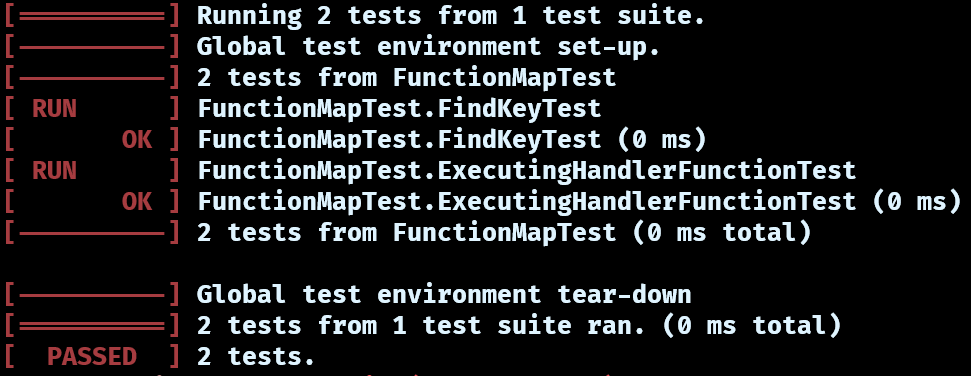 [==========] Running 2 tests from 1 test suite.
[----------] Global test environment set-up.
[----------] 2 tests from FunctionMapTest
[ RUN      ] FunctionMapTest.FindKeyTest
[       OK ] FunctionMapTest.FindKeyTest (0 ms)
[ RUN      ] FunctionMapTest.ExecutingHandlerFunctionTest
[       OK ] FunctionMapTest.ExecutingHandlerFunctionTest (0 ms)
[----------] 2 tests from FunctionMapTest (0 ms total)
[----------] Global test environment tear-down
[==========] 2 tests from 1 test suite ran. (0 ms total)
[  PASSED  ] 2 tests.